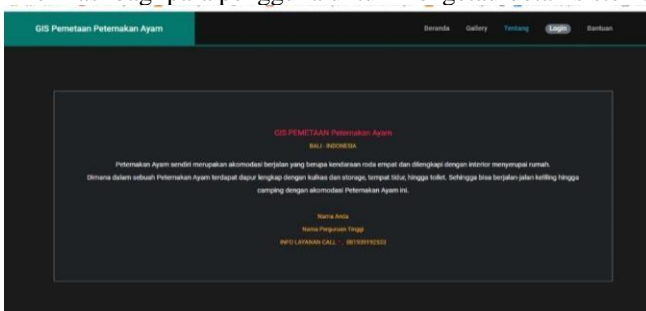 GIS Pemetaan Peternakan Ayam
Beranda Gallery Tentang Login Bantuan
GIS PEMETAAN Peternakan Ayam
BALI - INDONESIA
Peternakan Ayam sendiri merupakan akomodasi berjalan yang berupa kendaraan roda empat dan dilengkapi dengan interior menyerupai rumah.
Dimana dalam sebuah Peternakan Ayam terdapat dapur lengkap dengan kulkas dan storage, tempat tidur, hingga toilet. Sehingga bisa berjalan jalan keliling hingga
camping dengan akomodasi Peternakan Ayam ini.
Nama Anda
Nama Perguruan Tinggi
INFO LAYANAN CALL : .